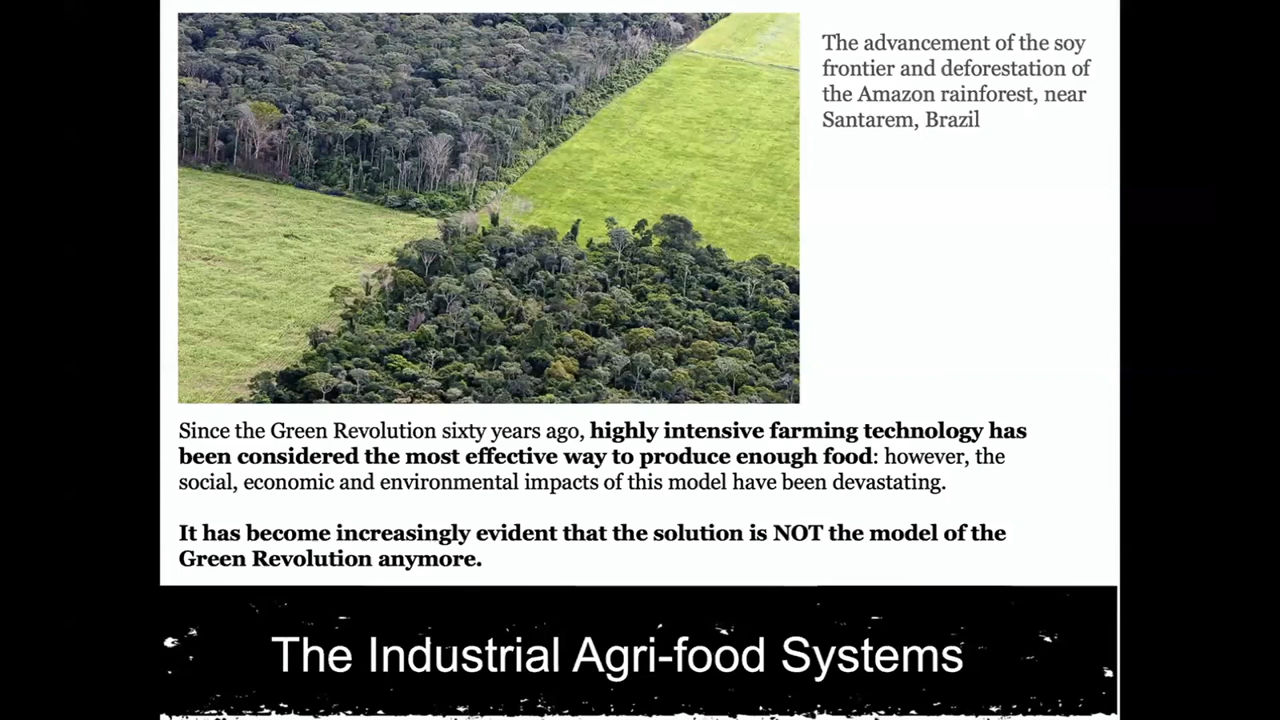 The advancement of the soy
frontier and deforestation of
the Amazon rainforest, near
Santarem, Brazil
Since the Green Revolution sixty years ago, highly intensive farming technology has
been considered the most effective way to produce enough food: however, the
social, economic and environmental impacts of this model have been devastating.
It has become increasingly evident that the solution is NOT the model of the
Green Revolution anymore.
The Industrial Agri-food Systems